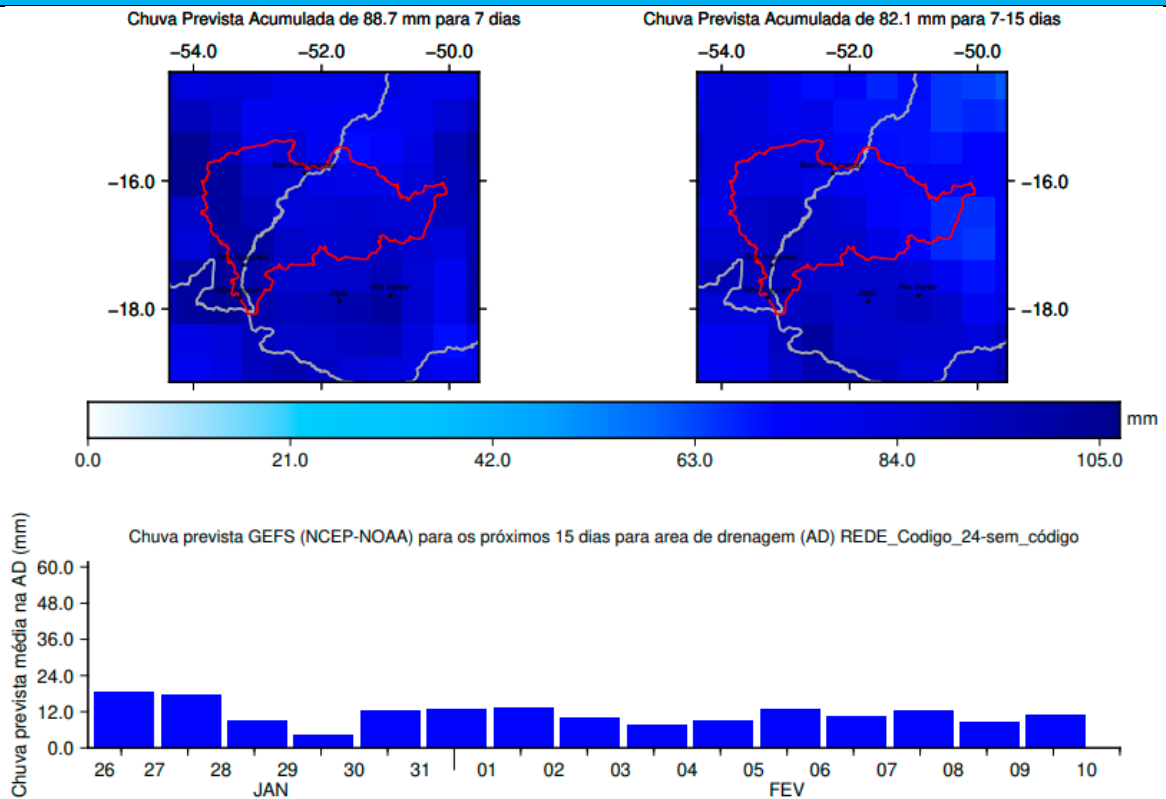 Chuva Prevista Acumulada de 88.7 mm para 7 dias
Chuva Prevista Acumulada de 82.1 mm para 7-15 dias
−54.0 −52.0 −50.0
−54.0 −52.0 −50.0
−16.0
−16.0
Jataí
Rio Verde
Jataí
Rio Verde
−18.0
−18.0
mm
0.0 21.0 42.0 63.0 84.0 105.0
Chuva prevista GEFS (NCEP-NOAA) para os próximos 15 dias para area de drenagem (AD) REDE_Codigo_24-sem_código
Chuva prevista média na AD (mm)
60.0
48.0
36.0
24.0
12.0
0.0
26 27 28 29 30 31 01 02 03 04 05 06 07 08 09 10
JAN FEV